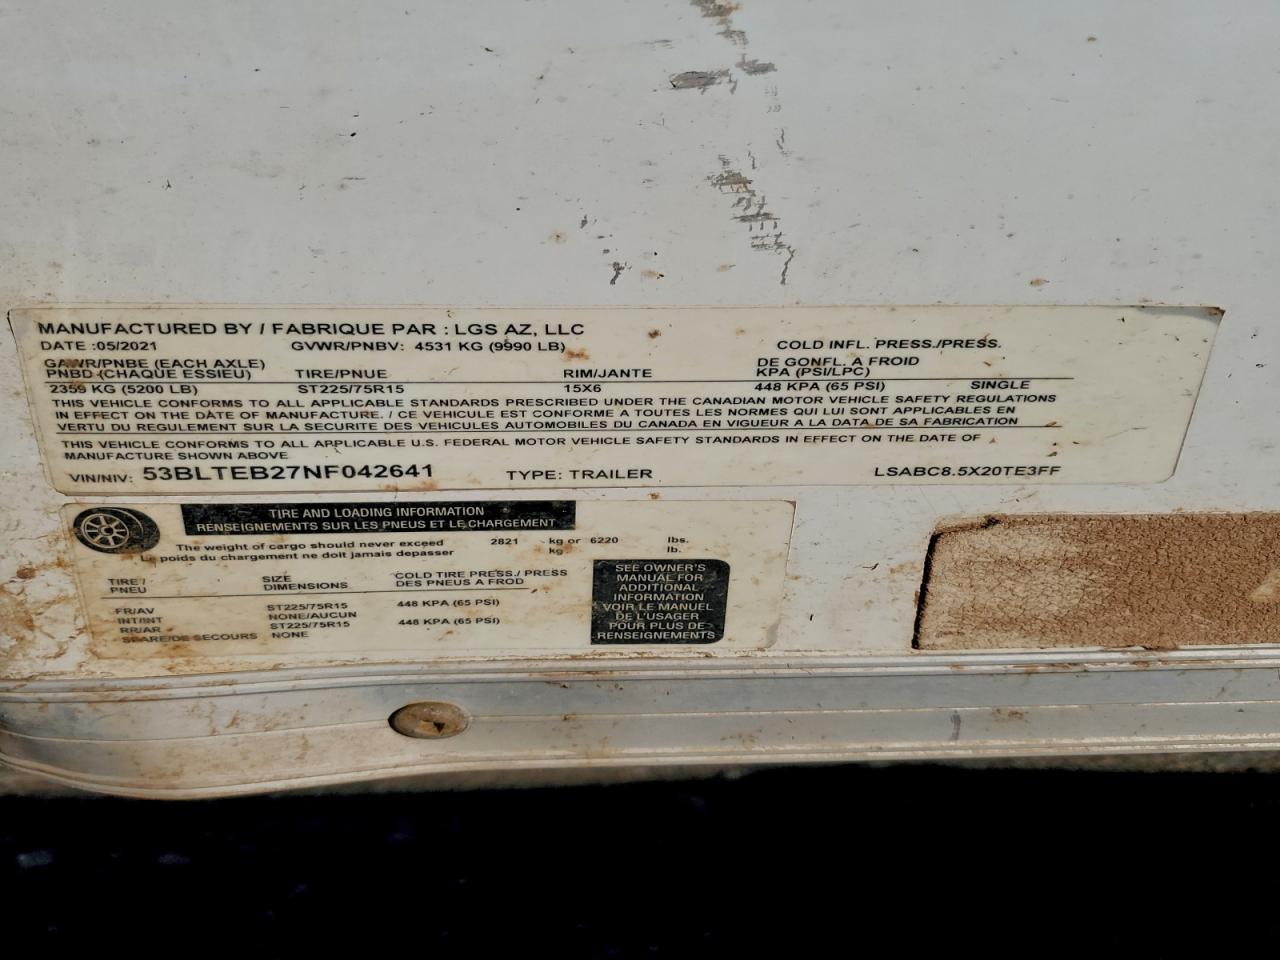 MANUFACTURED BY / FABRIQUE PAR : LGS AZ, LLC
DATE :05/2021 GVWR/PNBV: 4531 KG (9990 LB) COLD INFL. PRESS./PRESS.
GAWR/PNBE (EACH AXLE) DE GONFL. A FROID
PNBD (CHAQUE ESSIEU) TIRE/PNUE RIM/JANTE KPA (PSI/LPC)
2359 KG (5200 LB) ST225/75R15 15X6 448 KPA (65 PSI) SINGLE
THIS VEHICLE CONFORMS TO ALL APPLICABLE STANDARDS PRESCRIBED UNDER THE CANADIAN MOTOR VEHICLE SAFETY REGULATIONS
IN EFFECT ON THE DATE OF MANUFACTURE. / CE VEHICULE EST CONFORME A TOUTES LES NORMES QUI LUI SONT APPLICABLES EN
VERTU DU REGULEMENT SUR LA SECURITE DES VEHICULES AUTOMOBILES DU CANADA EN VIGUEUR A LA DATA DE SA FABRICATION
THIS VEHICLE CONFORMS TO ALL APPLICABLE U.S. FEDERAL MOTOR VEHICLE SAFETY STANDARDS IN EFFECT ON THE DATE OF
MANUFACTURE SHOWN ABOVE.
VIN/NIV: 53BLTEB27NF042641 TYPE: TRAILER LSABC8.5X20TE3FF
TIRE AND LOADING INFORMATION
RENSEIGNEMENTS SUR LES PNEUS ET LE CHARGEMENT
The weight of cargo should never exceed 2821 kg or 6220 lbs.
Le poids du chargement ne doit jamais depasser kg lb.
TIRE / SIZE COLD TIRE PRESS./ PRESS
PNEU DIMENSIONS DES PNEUS A FROD
FR/AV ST225/75R15 448 KPA (65 PSI)
INT/INT NONE/AUCUN
RR/AR ST225/75R15 448 KPA (65 PSI)
SPARE/DE SECOURS NONE
SEE OWNER'S
MANUAL FOR
ADDITIONAL
INFORMATION
VOIR LE MANUEL
DE L'USAGER
POUR PLUS DE
RENSEIGNEMENTS